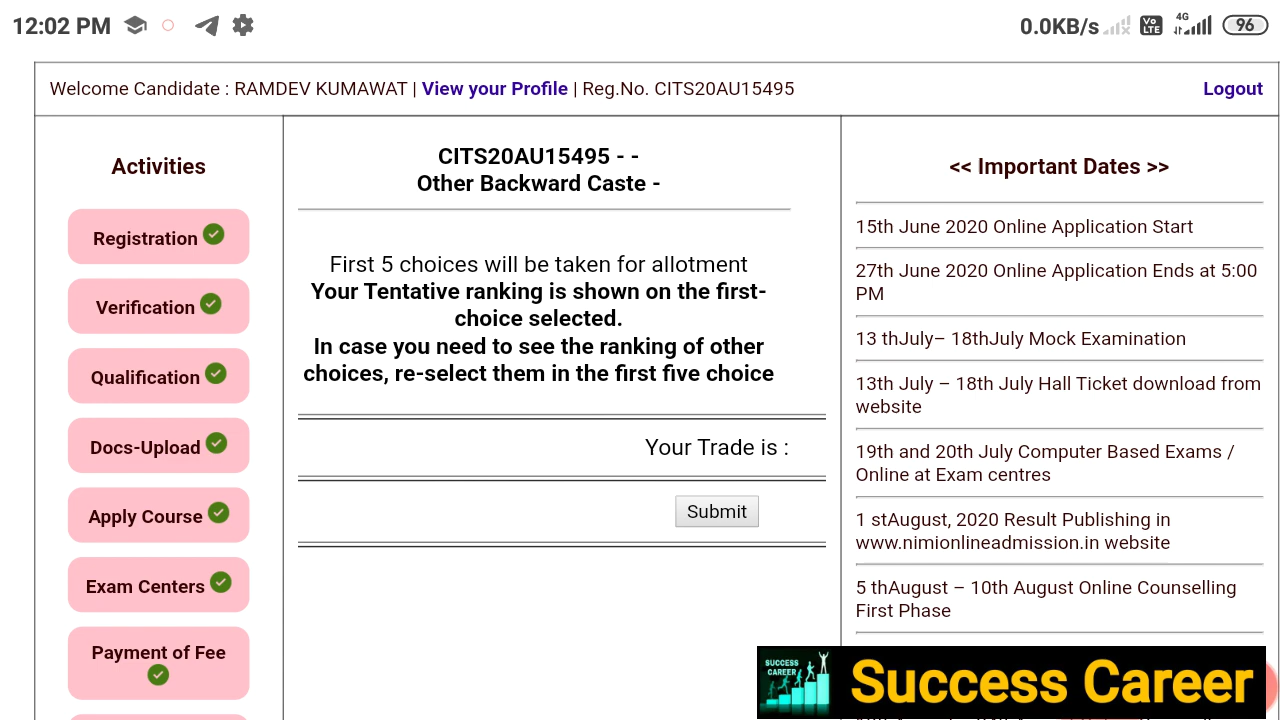 12:02 PM
0.0KB/s
Vo
LTE
4G
96
Welcome Candidate : RAMDEV KUMAWAT | View your Profile | Reg.No. CITS20AU15495
Logout
Activities
Registration
Verification
Qualification
Docs-Upload
Apply Course
Exam Centers
Payment of Fee
CITS20AU15495 - -
Other Backward Caste -
First 5 choices will be taken for allotment
Your Tentative ranking is shown on the first-
choice selected.
In case you need to see the ranking of other
choices, re-select them in the first five choice
Your Trade is :
Submit
<< Important Dates >>
15th June 2020 Online Application Start
27th June 2020 Online Application Ends at 5:00
PM
13 thJuly– 18thJuly Mock Examination
13th July – 18th July Hall Ticket download from
website
19th and 20th July Computer Based Exams /
Online at Exam centres
1 stAugust, 2020 Result Publishing in
www.nimionlineadmission.in website
5 thAugust – 10th August Online Counselling
First Phase
SUCCESS
CAREER
Success Career